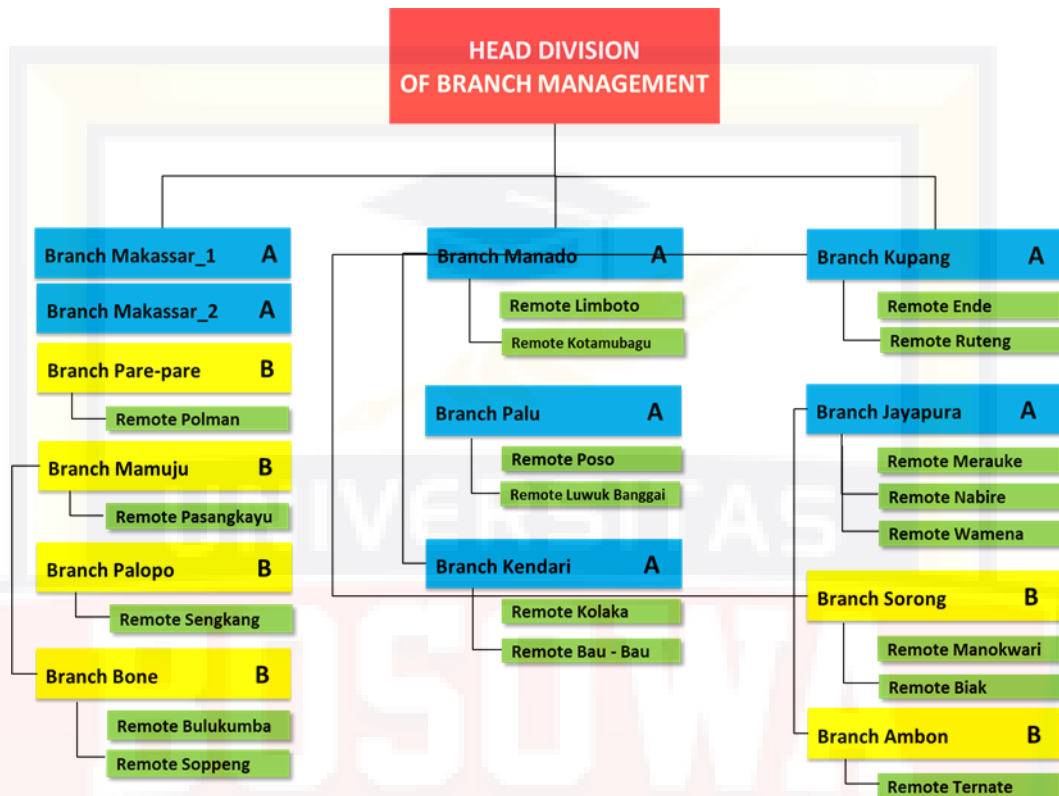 HEAD DIVISION
OF BRANCH MANAGEMENT
Branch Makassar_1 A
Branch Makassar_2 A
Branch Pare-pare B
Remote Polman
Branch Mamuju B
Remote Pasangkayu
Branch Palopo B
Remote Sengkang
Branch Bone B
Remote Bulukumba
Remote Soppeng
Branch Manado A
Remote Limboto
Remote Kotamubagu
Branch Palu A
Remote Poso
Remote Luwuk Banggai
Branch Kendari A
Remote Kolaka
Remote Bau - Bau
Branch Kupang A
Remote Ende
Remote Ruteng
Branch Jayapura A
Remote Merauke
Remote Nabire
Remote Wamena
Branch Sorong B
Remote Manokwari
Remote Biak
Branch Ambon B
Remote Ternate
UNIVERSITAS
BOSOWA